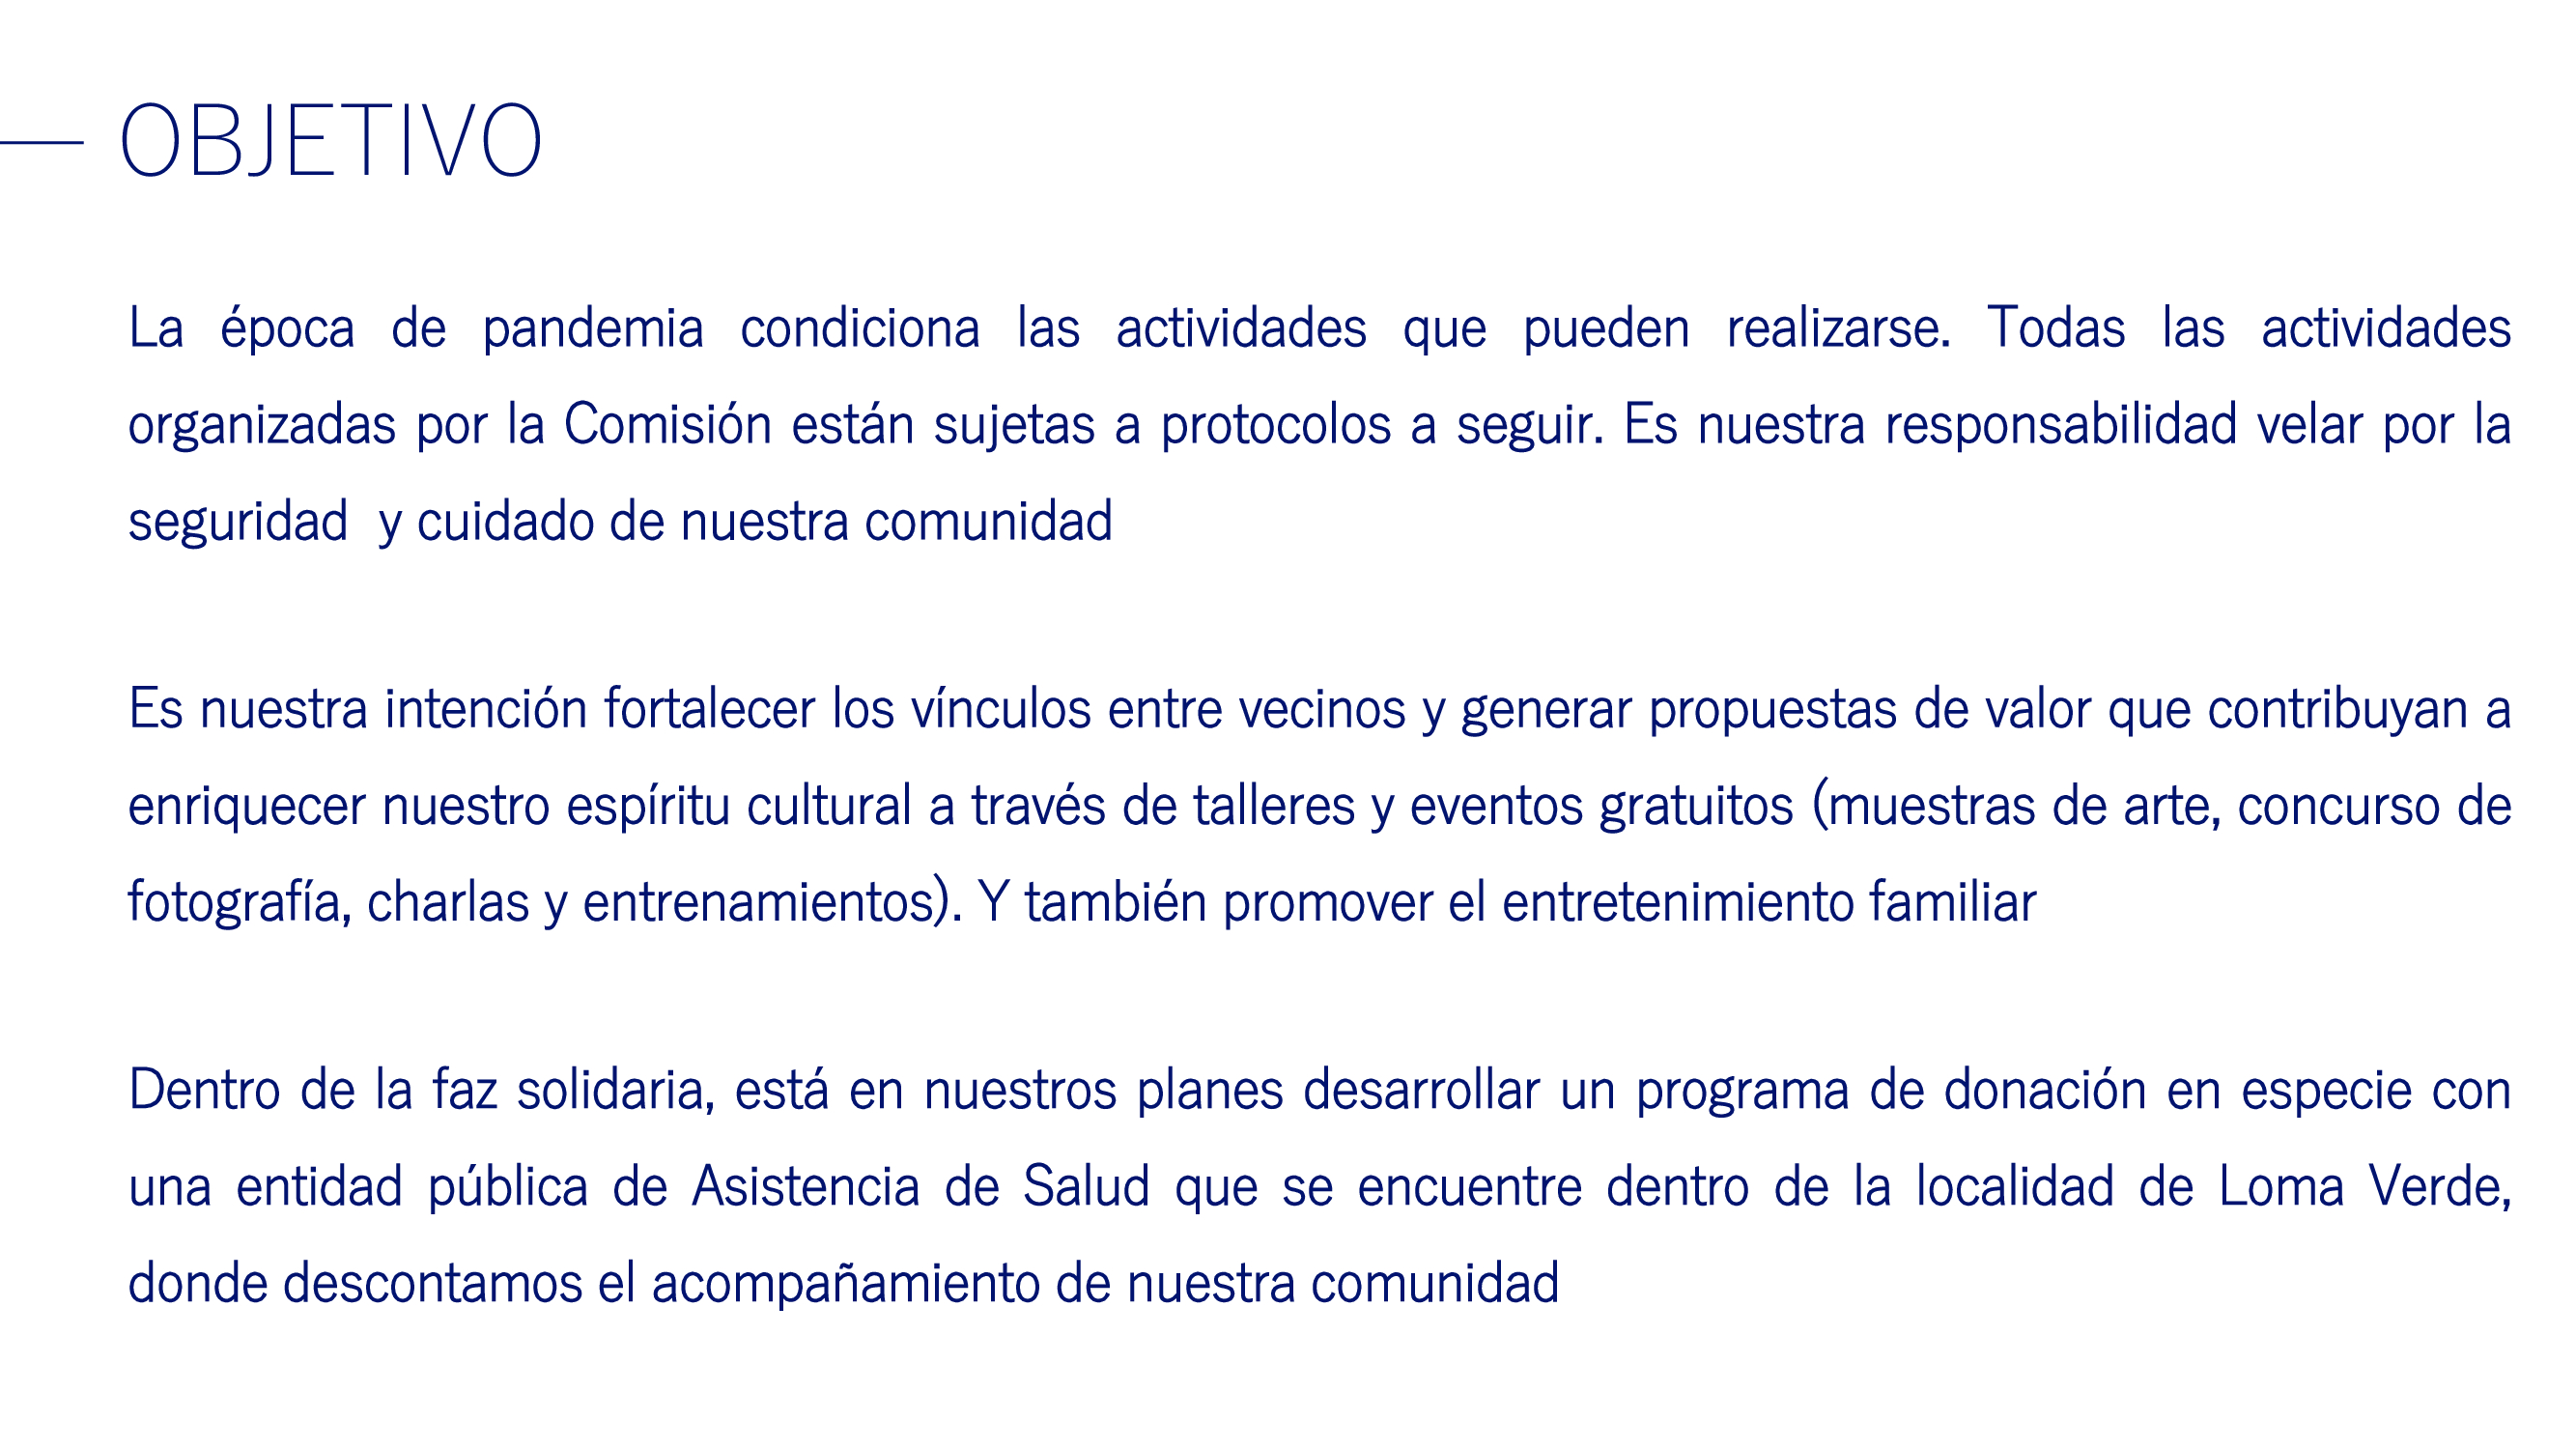 OBJETIVO
La época de pandemia condiciona las actividades que pueden realizarse. Todas las actividades
organizadas por la Comisión están sujetas a protocolos a seguir. Es nuestra responsabilidad velar por la
seguridad  y cuidado de nuestra comunidad
Es nuestra intención fortalecer los vínculos entre vecinos y generar propuestas de valor que contribuyan a
enriquecer nuestro espíritu cultural a través de talleres y eventos gratuitos (muestras de arte, concurso de
fotografía, charlas y entrenamientos). Y también promover el entretenimiento familiar
Dentro de la faz solidaria, está en nuestros planes desarrollar un programa de donación en especie con
una entidad pública de Asistencia de Salud que se encuentre dentro de la localidad de Loma Verde,
donde descontamos el acompañamiento de nuestra comunidad